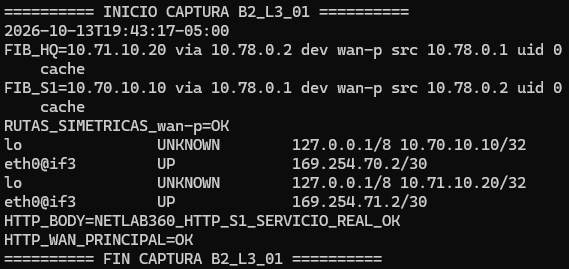 ========== INICIO CAPTURA B2_L3_01 ==========
2026-10-13T19:43:17-05:00
FIB_HQ=10.71.10.20 via 10.78.0.2 dev wan-p src 10.78.0.1 uid 0
    cache
FIB_S1=10.70.10.10 via 10.78.0.1 dev wan-p src 10.78.0.2 uid 0
    cache
RUTAS_SIMETRICAS_wan-p=OK
lo               UNKNOWN        127.0.0.1/8 10.70.10.10/32
eth0@if3         UP             169.254.70.2/30
lo               UNKNOWN        127.0.0.1/8 10.71.10.20/32
eth0@if3         UP             169.254.71.2/30
HTTP_BODY=NETLAB360_HTTP_S1_SERVICIO_REAL_OK
HTTP_WAN_PRINCIPAL=OK
========== FIN CAPTURA B2_L3_01 ==========